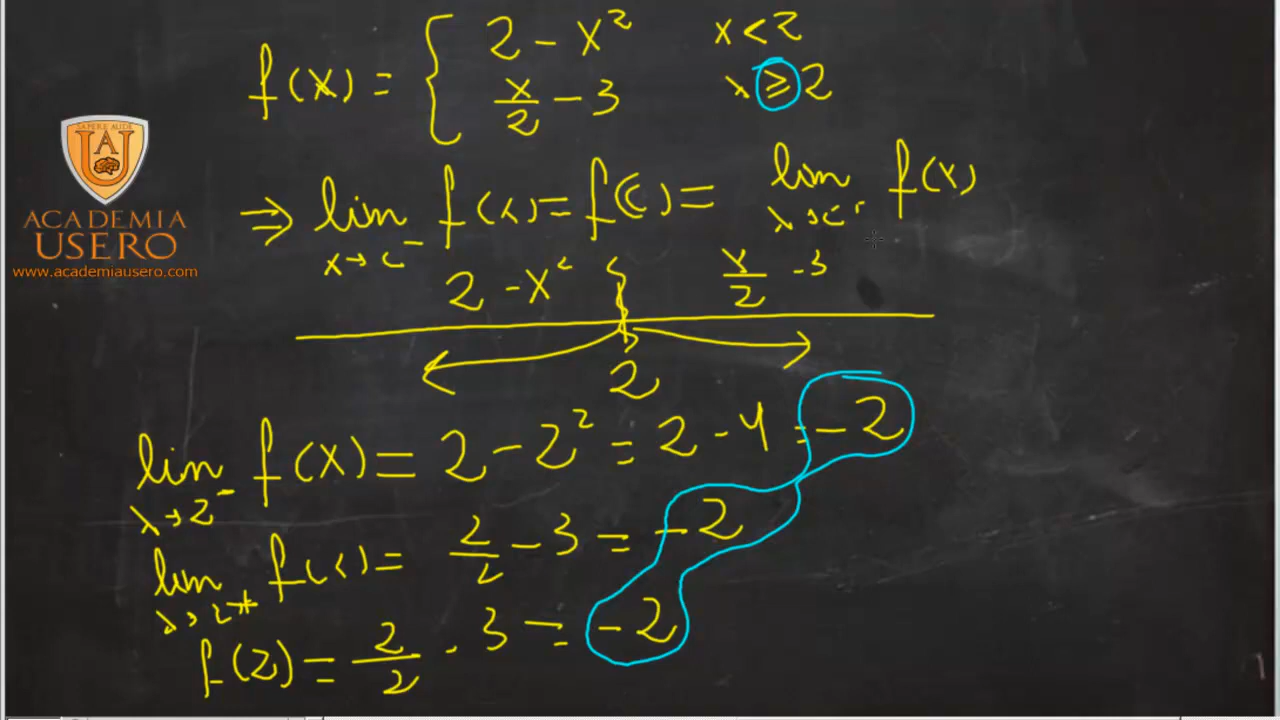 f(x) = { 2 - x²   x < 2
x/2 - 3   x ≥ 2
SAPERE AUDE
UA
ACADEMIA
USERO
www.academiausero.com
⇒ lim x→c⁻ f(x) = f(c) = lim x→c⁺ f(x)
2 - x²   x/2 - 3
2
lim x→2⁻ f(x) = 2 - 2² = 2 - 4 = -2
lim x→2⁺ f(x) = 2/2 - 3 = -2
f(2) = 2/2 - 3 = -2